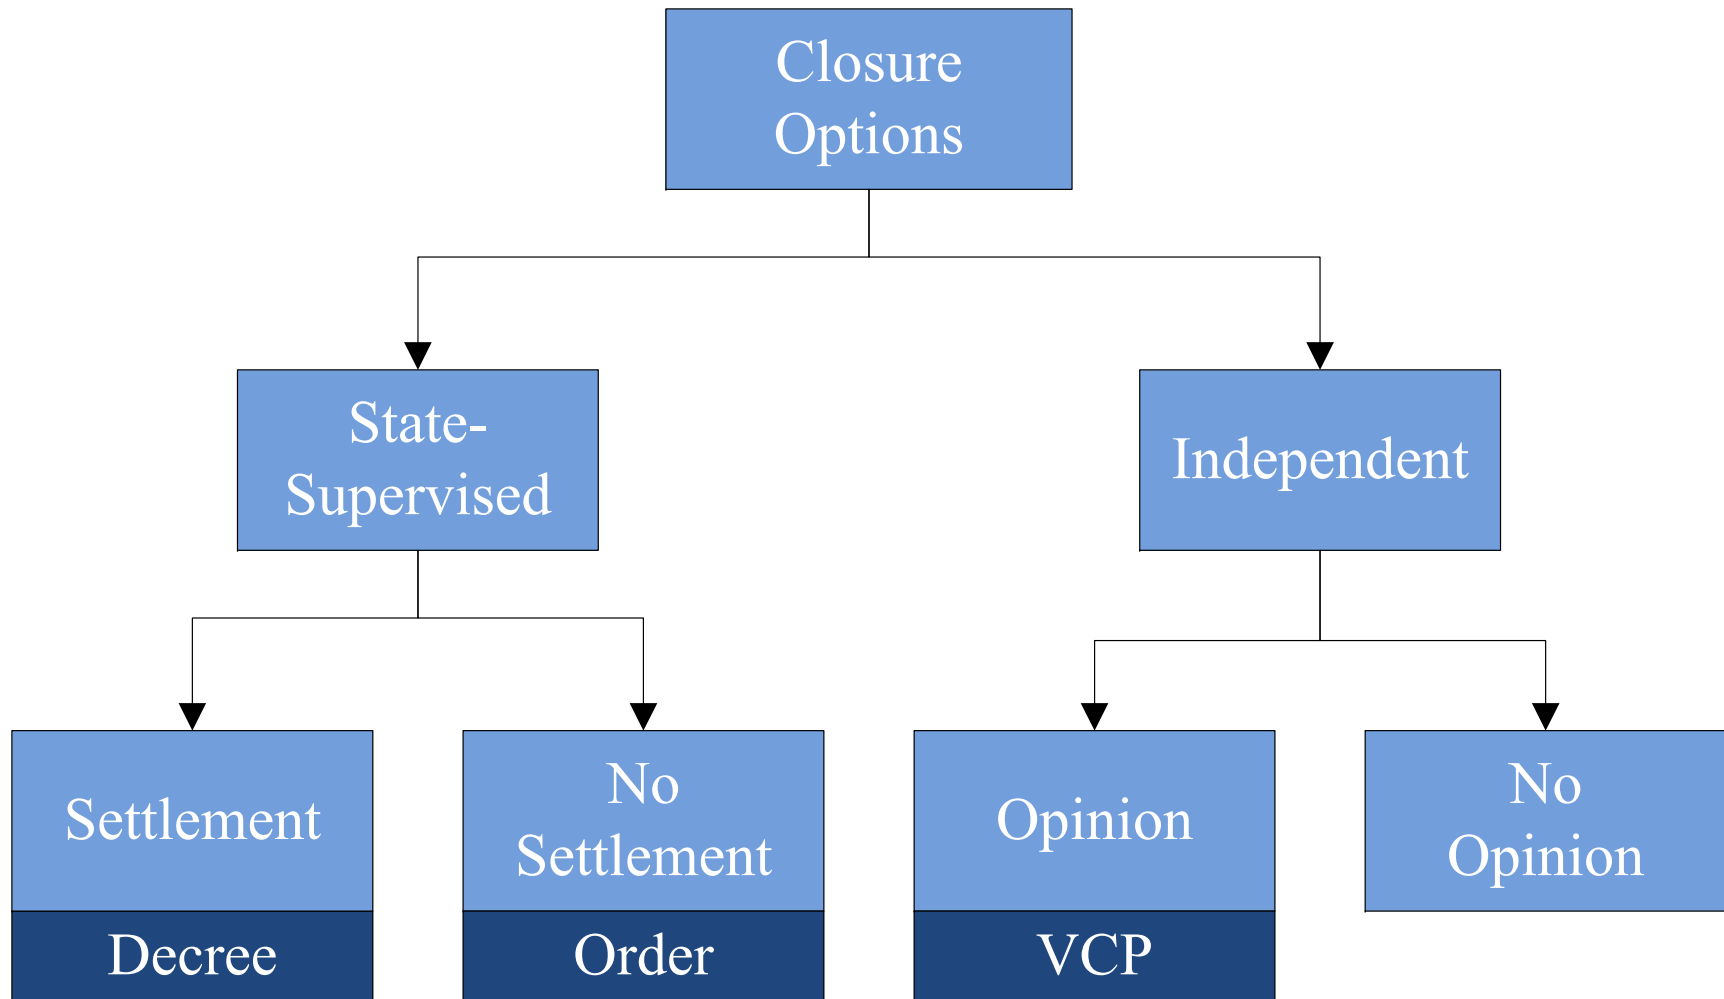 Closure
Options
State-
Supervised
Independent
Settlement
No
Settlement
Opinion
No
Opinion
Decree
Order
VCP